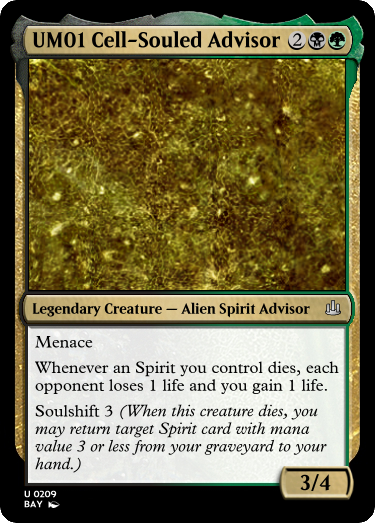 UM01 Cell-Souled Advisor 2
Legendary Creature — Alien Spirit Advisor
Menace
Whenever an Spirit you control dies, each
opponent loses 1 life and you gain 1 life.
Soulshift 3 (When this creature dies, you
may return target Spirit card with mana
value 3 or less from your graveyard to your
hand.)
3/4
U 0209
BAY